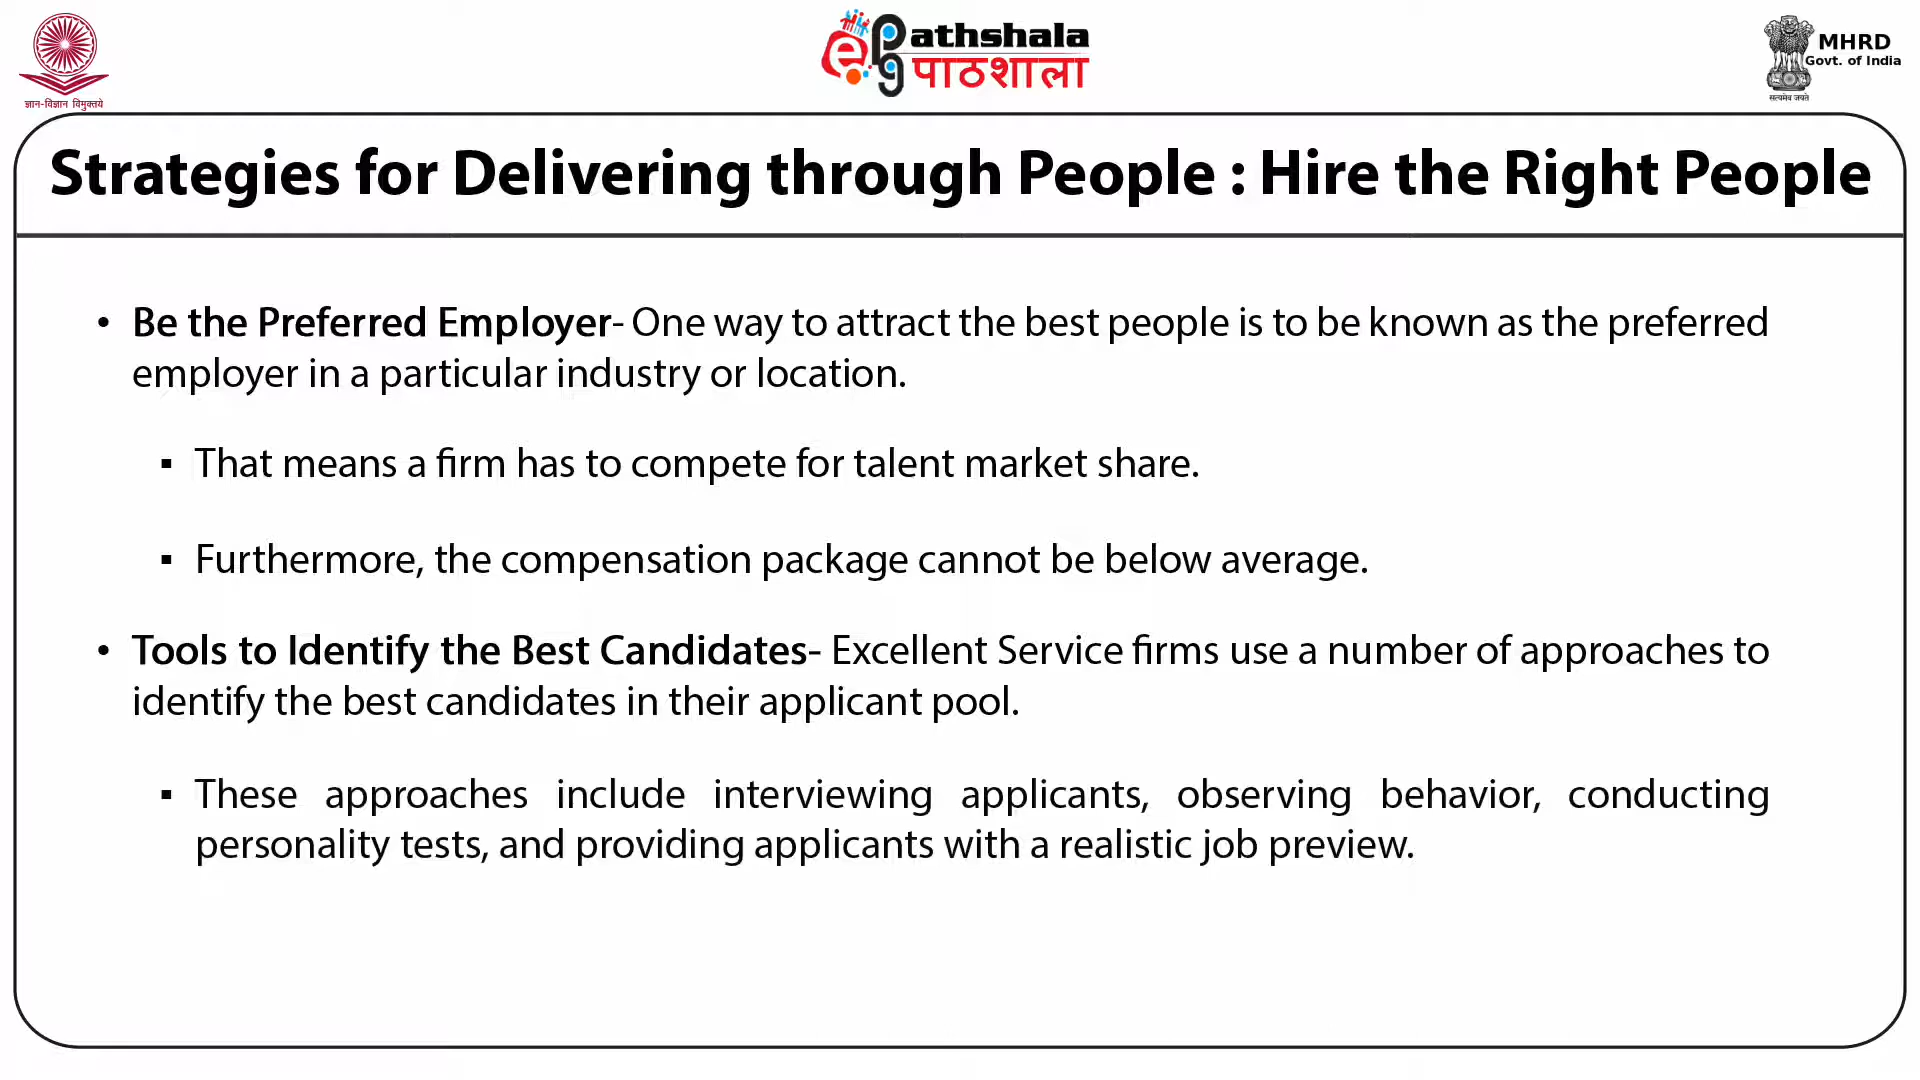 ज्ञान-विज्ञान विमुक्तये
ePathshala
पाठशाला
MHRD
Govt. of India
सत्यमेव जयते
Strategies for Delivering through People : Hire the Right People
• Be the Preferred Employer- One way to attract the best people is to be known as the preferred
employer in a particular industry or location.
▪ That means a firm has to compete for talent market share.
▪ Furthermore, the compensation package cannot be below average.
• Tools to Identify the Best Candidates- Excellent Service firms use a number of approaches to
identify the best candidates in their applicant pool.
▪ These approaches include interviewing applicants, observing behavior, conducting
personality tests, and providing applicants with a realistic job preview.